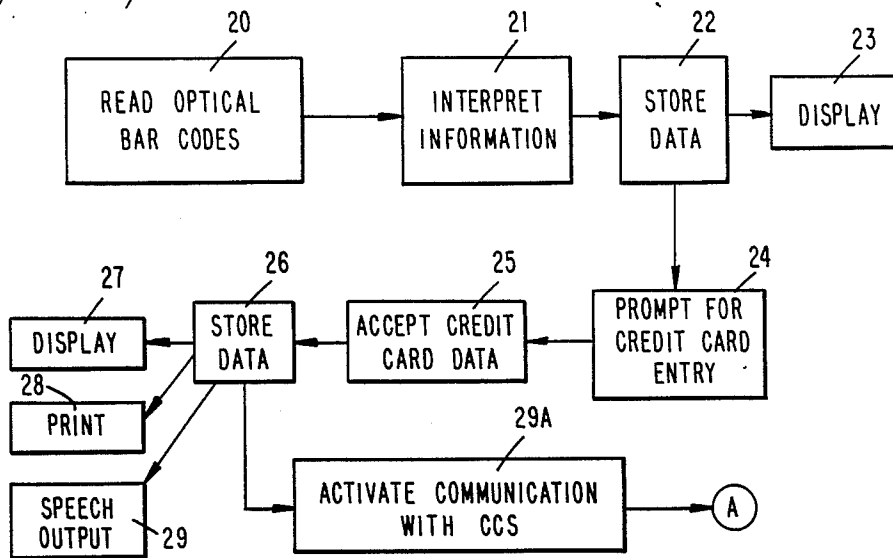 20
21
22
23
READ OPTICAL
BAR CODES
INTERPRET
INFORMATION
STORE
DATA
DISPLAY
24
25
26
27
PROMPT FOR
CREDIT CARD
ENTRY
ACCEPT CREDIT
CARD DATA
STORE
DATA
DISPLAY
28
PRINT
29A
SPEECH
OUTPUT
29
ACTIVATE COMMUNICATION
WITH CCS
A